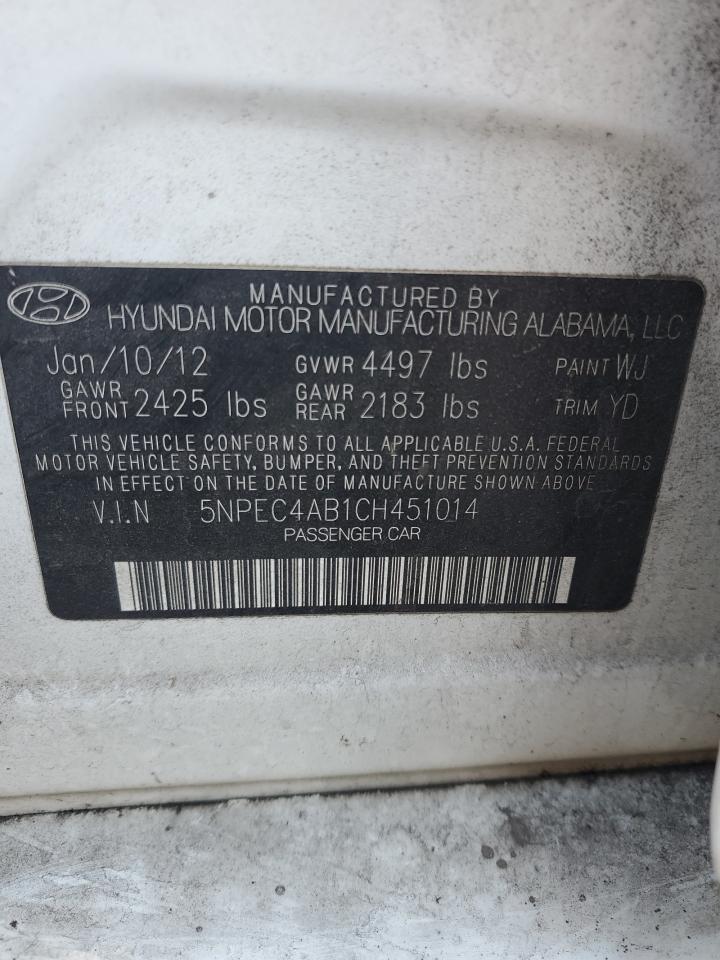 MANUFACTURED BY
HYUNDAI MOTOR MANUFACTURING ALABAMA, LLC
Jan/10/12 GVWR 4497 lbs PAINT WJ
GAWR FRONT 2425 lbs GAWR REAR 2183 lbs TRIM YD
THIS VEHICLE CONFORMS TO ALL APPLICABLE U.S.A. FEDERAL
MOTOR VEHICLE SAFETY, BUMPER, AND THEFT PREVENTION STANDARDS
IN EFFECT ON THE DATE OF MANUFACTURE SHOWN ABOVE
V.I.N 5NPEC4AB1CH451014
PASSENGER CAR